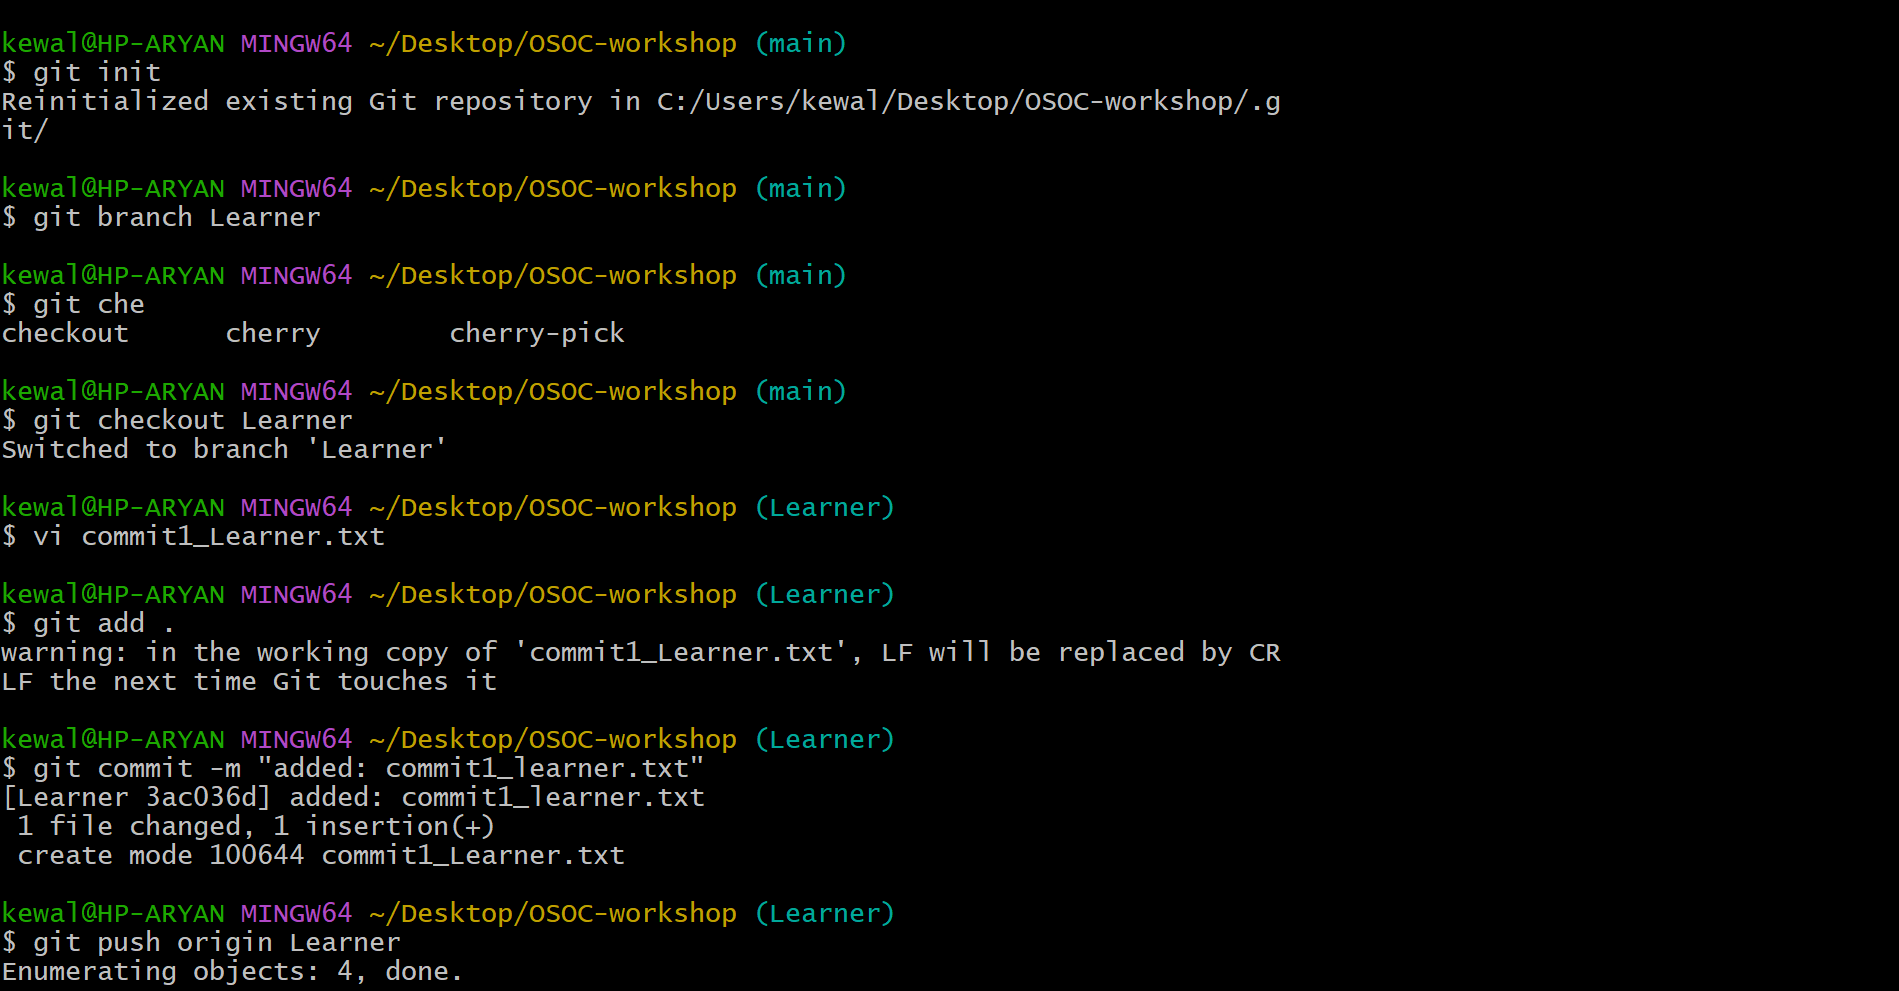 kewal@HP-ARYAN MINGW64 ~/Desktop/OSOC-workshop (main)
$ git init
Reinitialized existing Git repository in C:/Users/kewal/Desktop/OSOC-workshop/.g
it/
kewal@HP-ARYAN MINGW64 ~/Desktop/OSOC-workshop (main)
$ git branch Learner
kewal@HP-ARYAN MINGW64 ~/Desktop/OSOC-workshop (main)
$ git che
checkout      cherry        cherry-pick
kewal@HP-ARYAN MINGW64 ~/Desktop/OSOC-workshop (main)
$ git checkout Learner
Switched to branch 'Learner'
kewal@HP-ARYAN MINGW64 ~/Desktop/OSOC-workshop (Learner)
$ vi commit1_Learner.txt
kewal@HP-ARYAN MINGW64 ~/Desktop/OSOC-workshop (Learner)
$ git add .
warning: in the working copy of 'commit1_Learner.txt', LF will be replaced by CR
LF the next time Git touches it
kewal@HP-ARYAN MINGW64 ~/Desktop/OSOC-workshop (Learner)
$ git commit -m "added: commit1_learner.txt"
[Learner 3ac036d] added: commit1_learner.txt
 1 file changed, 1 insertion(+)
 create mode 100644 commit1_Learner.txt
kewal@HP-ARYAN MINGW64 ~/Desktop/OSOC-workshop (Learner)
$ git push origin Learner
Enumerating objects: 4, done.